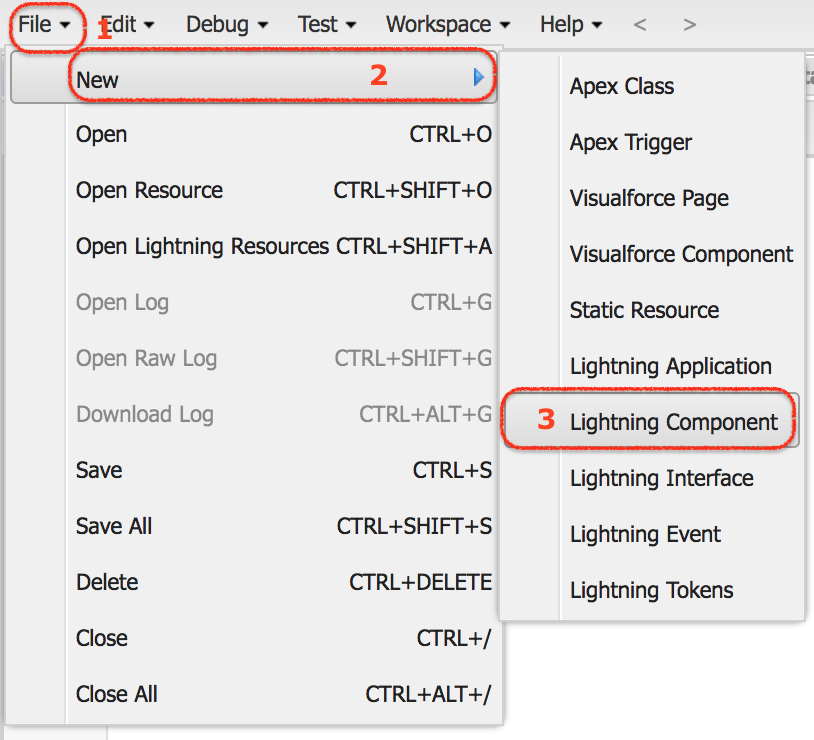 File 1 Edit Debug Test Workspace Help < >
New 2
Open CTRL+O
Open Resource CTRL+SHIFT+O
Open Lightning Resources CTRL+SHIFT+A
Open Log CTRL+G
Open Raw Log CTRL+SHIFT+G
Download Log CTRL+ALT+G
Save CTRL+S
Save All CTRL+SHIFT+S
Delete CTRL+DELETE
Close CTRL+/
Close All CTRL+ALT+/
Apex Class
Apex Trigger
Visualforce Page
Visualforce Component
Static Resource
Lightning Application
3 Lightning Component
Lightning Interface
Lightning Event
Lightning Tokens